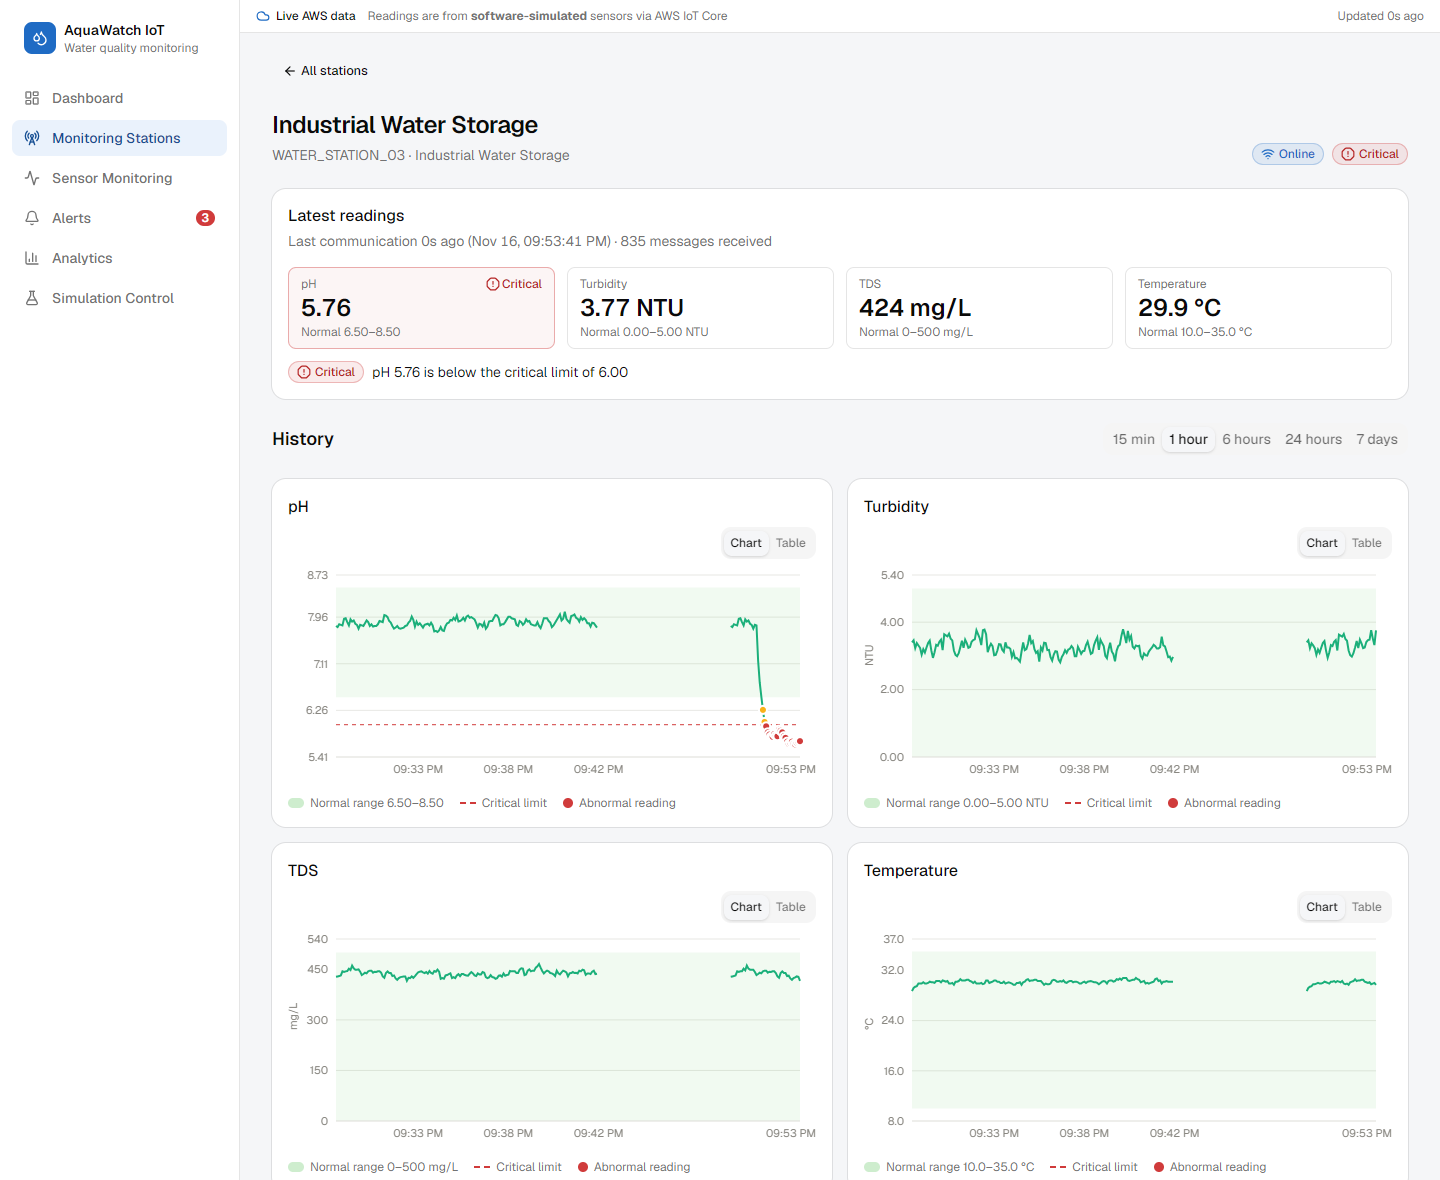 AquaWatch IoT
Water quality monitoring
Dashboard
Monitoring Stations
Sensor Monitoring
Alerts 3
Analytics
Simulation Control
Live AWS data Readings are from software-simulated sensors via AWS IoT Core Updated 0s ago
All stations
Industrial Water Storage
WATER_STATION_03 · Industrial Water Storage Online Critical
Latest readings
Last communication 0s ago (Nov 16, 09:53:41 PM) · 835 messages received
pH Critical
5.76
Normal 6.50–8.50
Turbidity
3.77 NTU
Normal 0.00–5.00 NTU
TDS
424 mg/L
Normal 0–500 mg/L
Temperature
29.9 °C
Normal 10.0–35.0 °C
Critical pH 5.76 is below the critical limit of 6.00
History 15 min 1 hour 6 hours 24 hours 7 days
pH
Chart Table
8.73
7.96
7.11
6.26
5.41
09:33 PM 09:38 PM 09:42 PM 09:53 PM
Normal range 6.50–8.50 Critical limit Abnormal reading
Turbidity
Chart Table
NTU
5.40
4.00
2.00
0.00
09:33 PM 09:38 PM 09:42 PM 09:53 PM
Normal range 0.00–5.00 NTU Critical limit Abnormal reading
TDS
Chart Table
mg/L
540
450
300
150
0
09:33 PM 09:38 PM 09:42 PM 09:53 PM
Normal range 0–500 mg/L Critical limit Abnormal reading
Temperature
Chart Table
°C
37.0
32.0
24.0
16.0
8.0
09:33 PM 09:38 PM 09:42 PM 09:53 PM
Normal range 10.0–35.0 °C Critical limit Abnormal reading